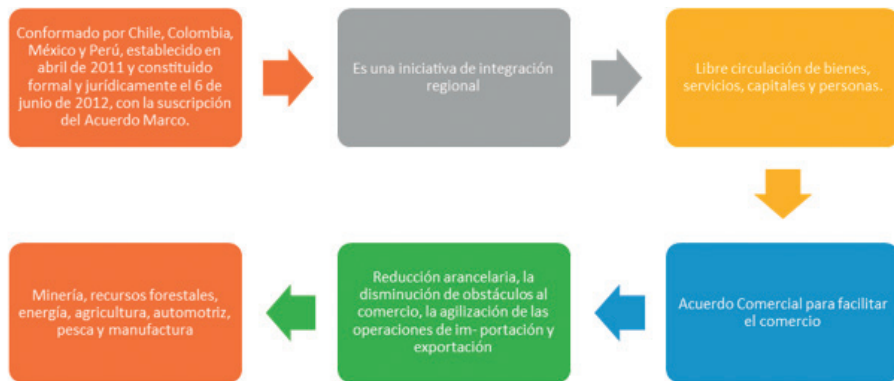 Conformado por Chile, Colombia,
México y Perú, establecido en
abril de 2011 y constituido
formal y jurídicamente el 6 de
junio de 2012, con la suscripción
del Acuerdo Marco.
Es una iniciativa de integración
regional
Libre circulación de bienes,
servicios, capitales y personas.
Acuerdo Comercial para facilitar
el comercio
Reducción arancelaria, la
disminución de obstáculos al
comercio, la agilización de las
operaciones de im- portación y
exportación
Minería, recursos forestales,
energía, agricultura, automotriz,
pesca y manufactura